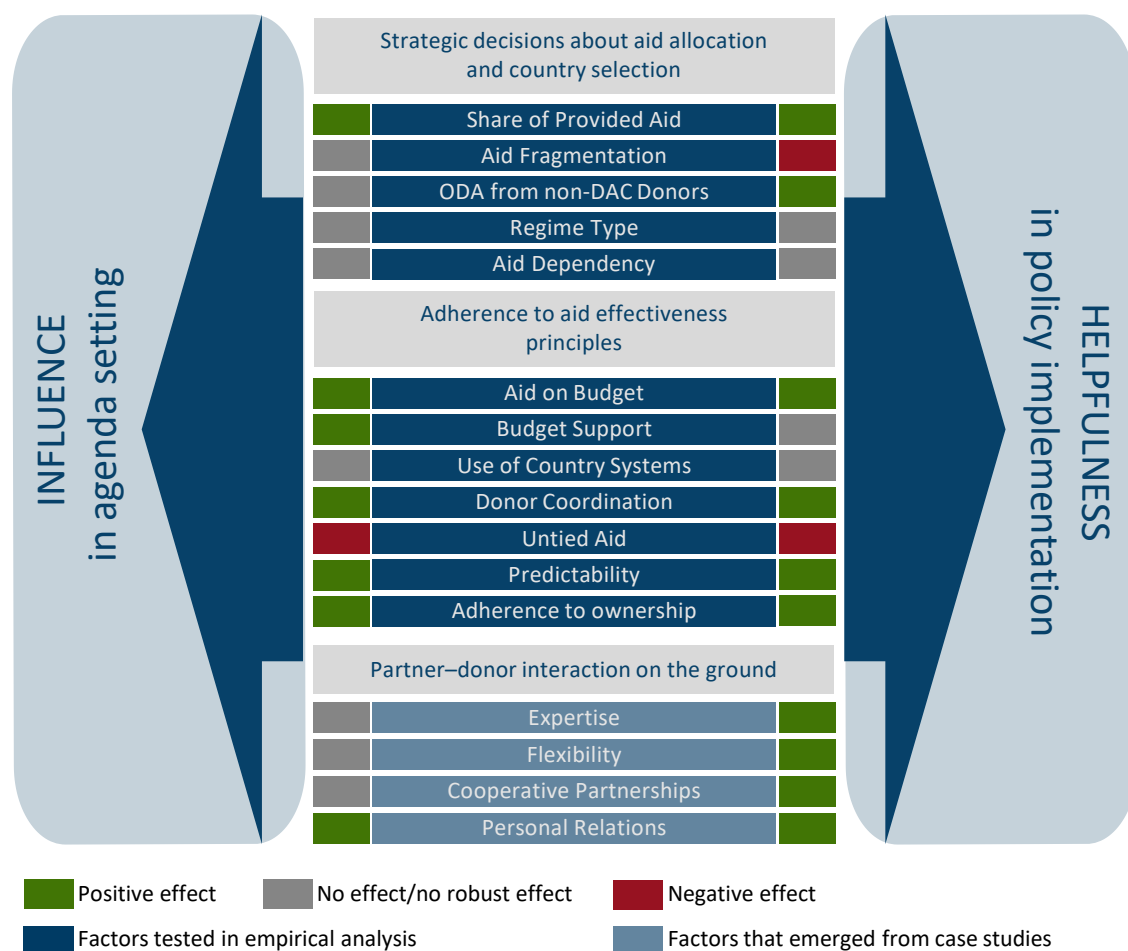 INFLUENCE
in agenda setting
Strategic decisions about aid allocation
and country selection
Share of Provided Aid
Aid Fragmentation
ODA from non-DAC Donors
Regime Type
Aid Dependency
Adherence to aid effectiveness
principles
Aid on Budget
Budget Support
Use of Country Systems
Donor Coordination
Untied Aid
Predictability
Adherence to ownership
Partner–donor interaction on the ground
Expertise
Flexibility
Cooperative Partnerships
Personal Relations
HELPFULNESS
in policy implementation
Positive effect
No effect/no robust effect
Negative effect
Factors tested in empirical analysis
Factors that emerged from case studies